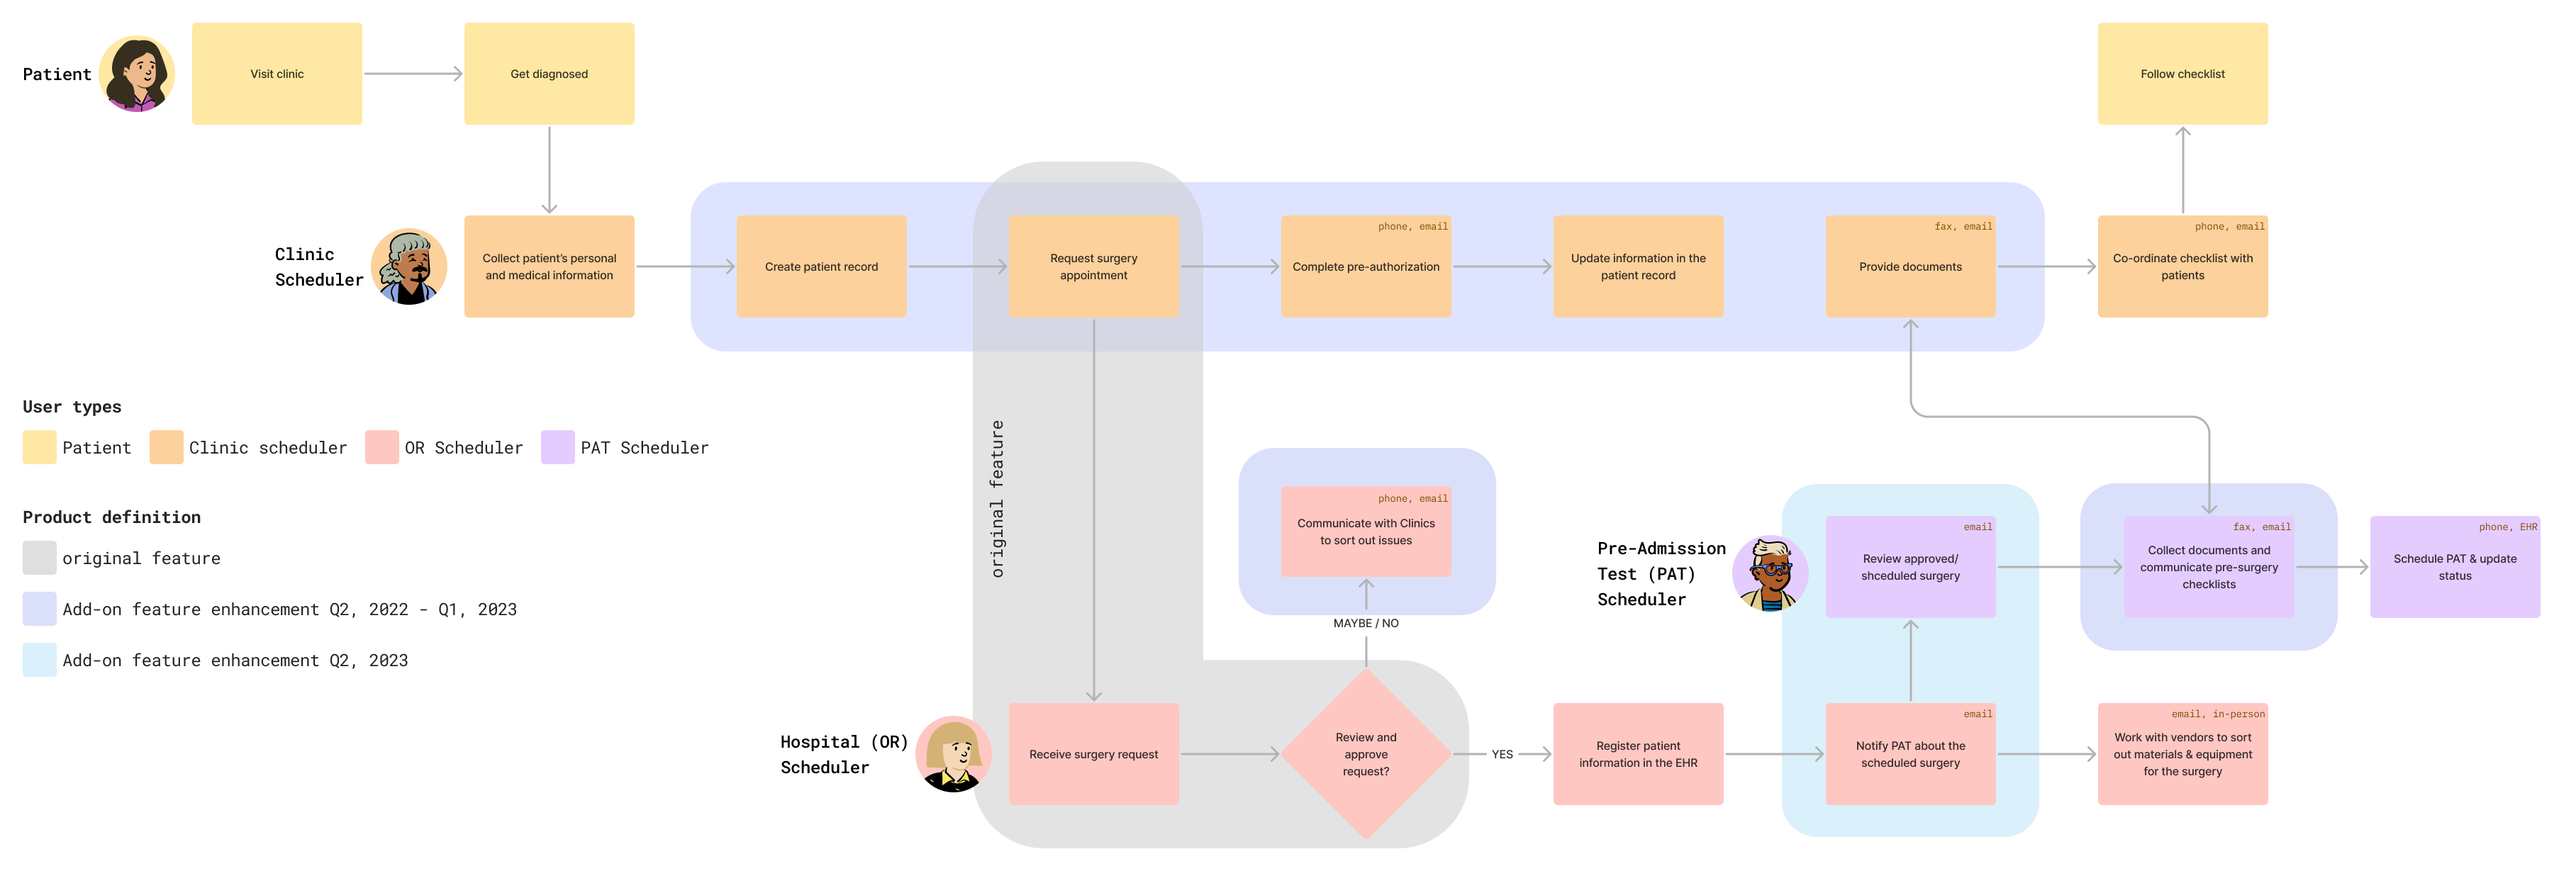 Patient
Visit clinic
Get diagnosed
Follow checklist
Clinic
Scheduler
Collect patient's personal
and medical information
Create patient record
Request surgery
appointment
phone, email
Complete pre-authorization
Update information in the
patient record
fax, email
Provide documents
phone, email
Co-ordinate checklist with
patients
User types
Patient
Clinic scheduler
OR Scheduler
PAT Scheduler
Product definition
original feature
Add-on feature enhancement Q2, 2022 - Q1, 2023
Add-on feature enhancement Q2, 2023
original feature
phone, email
Communicate with Clinics
to sort out issues
MAYBE / NO
Pre-Admission
Test (PAT)
Scheduler
email
Review approved/
shceduled surgery
fax, email
Collect documents and
communicate pre-surgery
checklists
phone, EHR
Schedule PAT & update
status
Hospital (OR)
Scheduler
Receive surgery request
Review and
approve
request?
YES
Register patient
information in the EHR
email
Notify PAT about the
scheduled surgery
email, in-person
Work with vendors to sort
out materials & equipment
for the surgery